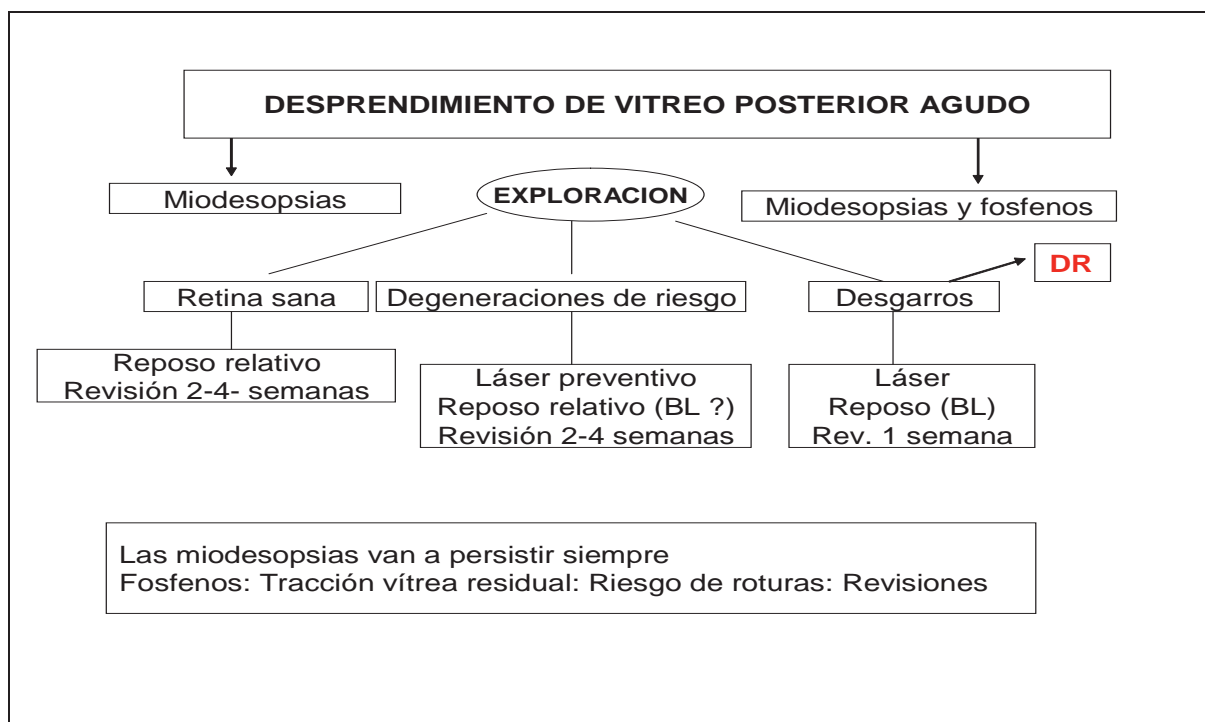 DESPRENDIMIENTO DE VITREO POSTERIOR AGUDO
Miodesopsias
EXPLORACION
Miodesopsias y fosfenos
DR
Retina sana
Degeneraciones de riesgo
Desgarros
Reposo relativo
Revisión 2-4- semanas
Láser preventivo
Reposo relativo (BL ?)
Revisión 2-4 semanas
Láser
Reposo (BL)
Rev. 1 semana
Las miodesopsias van a persistir siempre
Fosfenos: Tracción vítrea residual: Riesgo de roturas: Revisiones